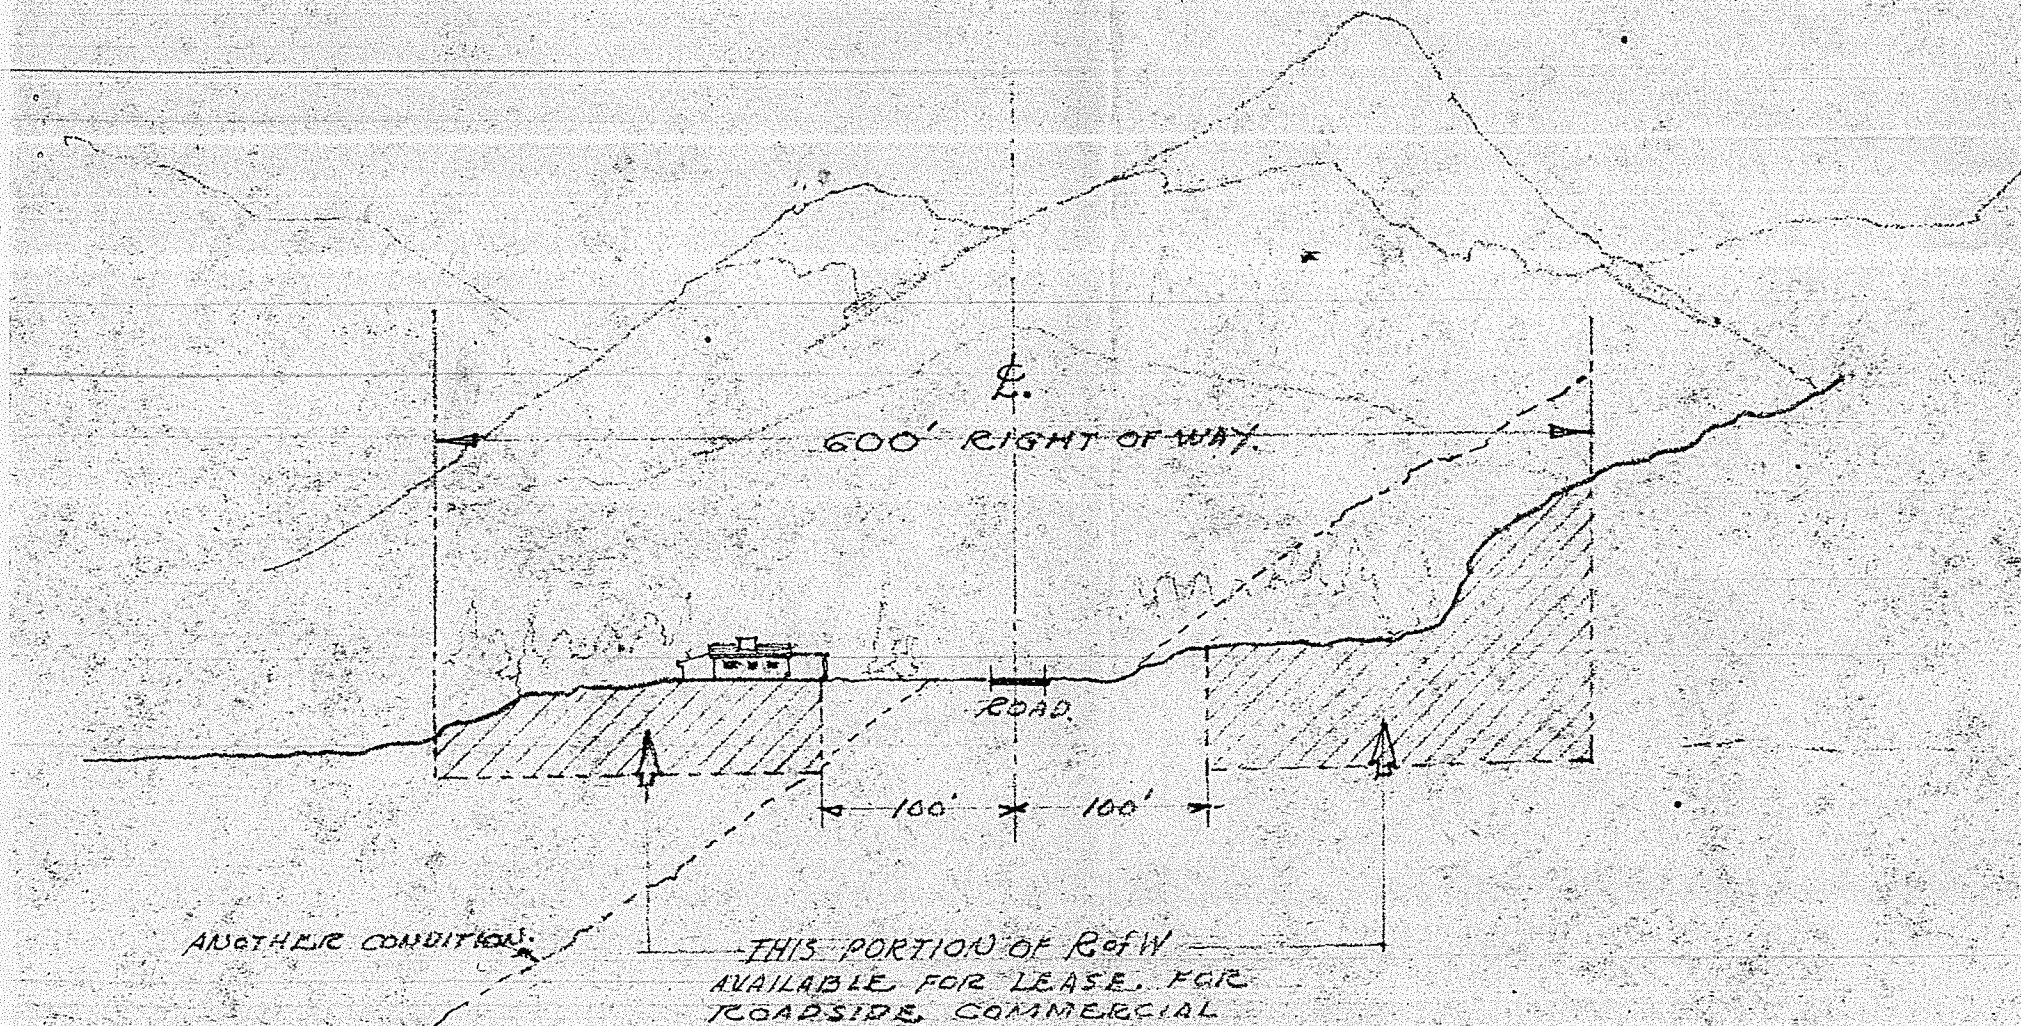 ℄.
600' RIGHT OF WAY.
ROAD.
100' 100'
ANOTHER CONDITION.
THIS PORTION OF R of W
AVAILABLE FOR LEASE. FOR
ROADSIDE COMMERCIAL